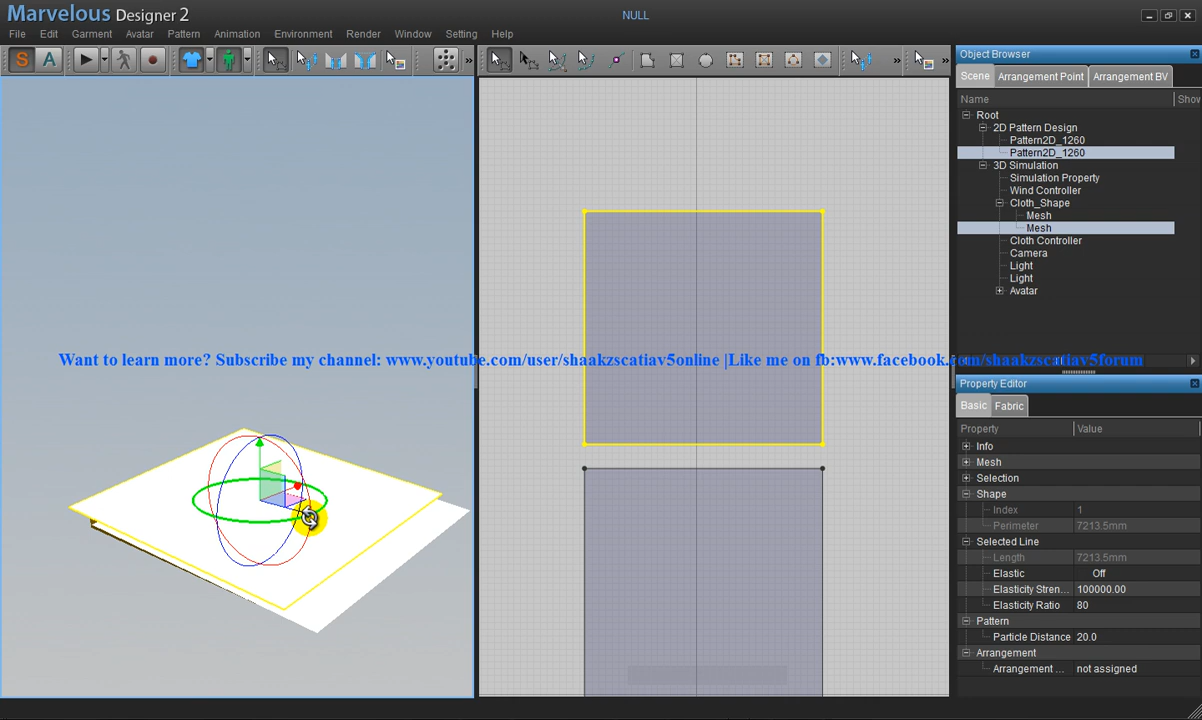 Marvelous Designer 2
NULL
File Edit Garment Pattern Avatar Animation Environment Render Window Setting Help
S A
Object Browser
Scene Arrangement Point Arrangement BV
Name Show
Root
2D Pattern Design
Pattern2D_1260
Pattern2D_1260
3D Simulation
Simulation Property
Wind Controller
Cloth_Shape
Mesh
Mesh
Cloth Controller
Camera
Light
Light
Avatar
Want to learn more? Subscribe my channel: www.youtube.com/user/shaakzscatiav5online |Like me on fb:www.facebook.com/shaakzscatiav5forum
Property Editor
Basic Fabric
Property Value
Info
Mesh
Selection
Shape
Index 1
Perimeter 7213.5mm
Selected Line
Length 7213.5mm
Elastic Off
Elasticity Stren... 100000.00
Elasticity Ratio 80
Pattern
Particle Distance 20.0
Arrangement
Arrangement ... not assigned